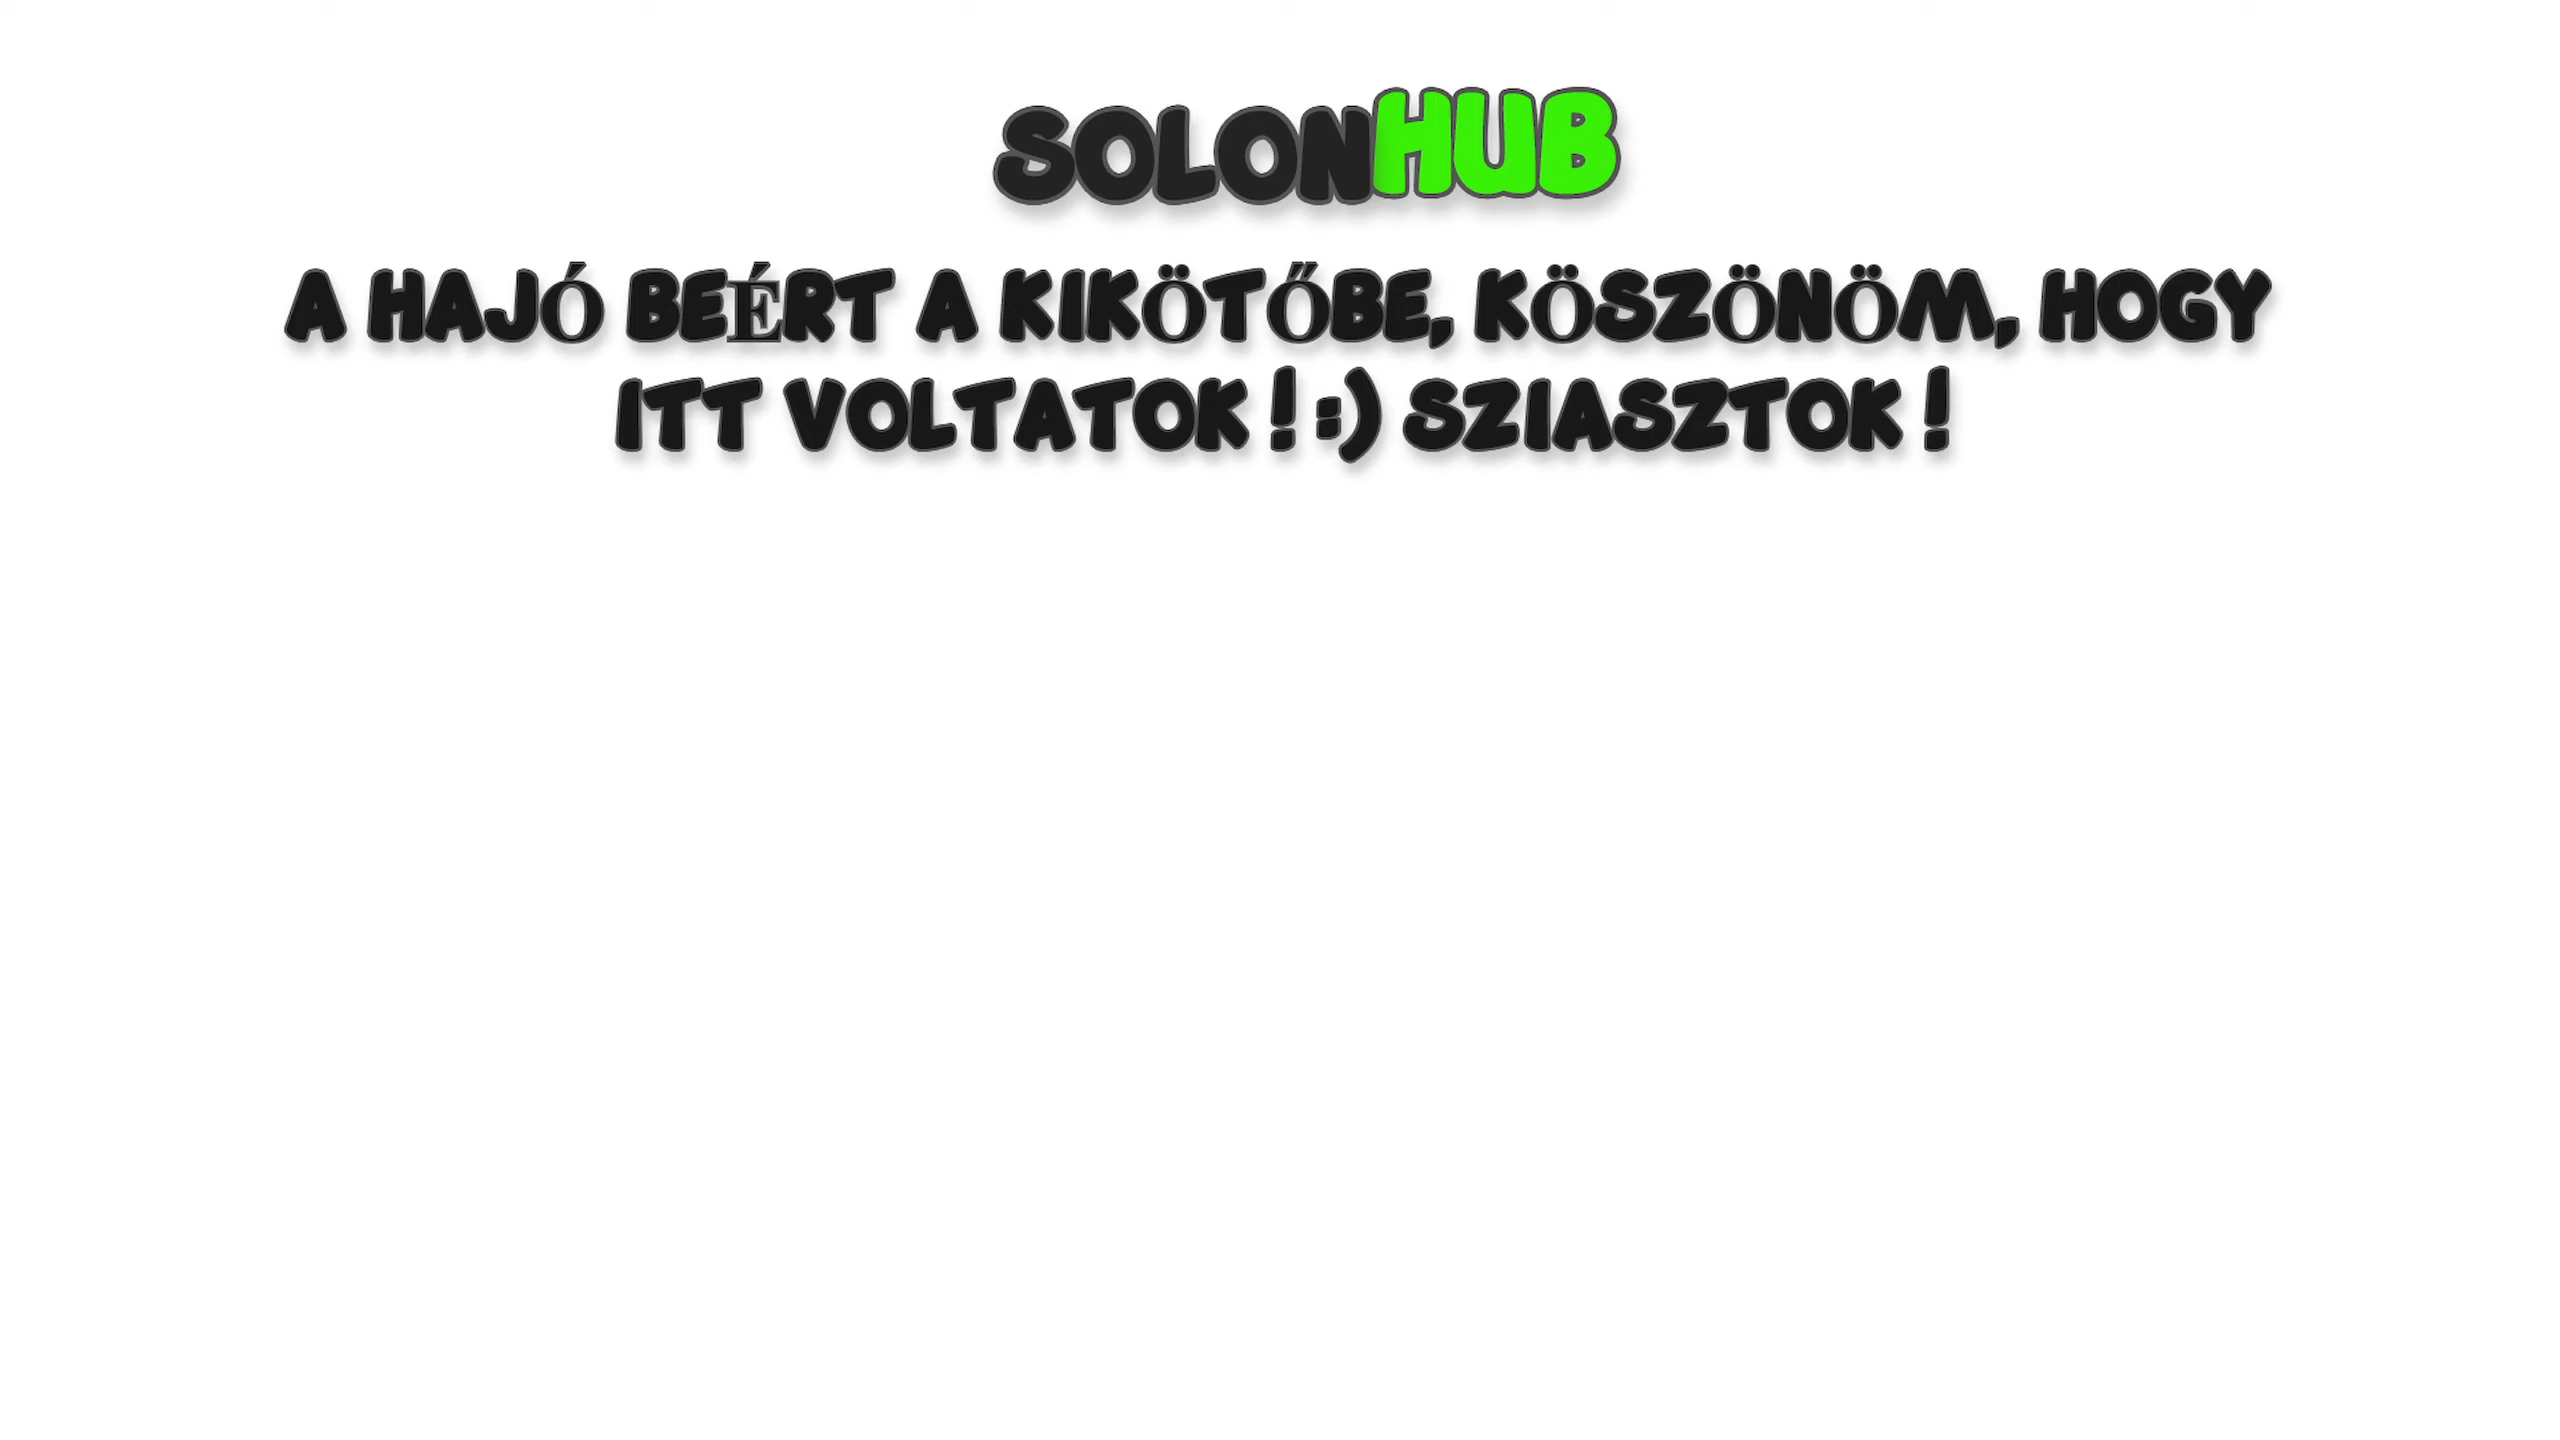 SOLONHUB
A HAJÓ BEÉRT A KIKÖTŐBE, KÖSZÖNÖM, HOGY
ITT VOLTATOK ! :) SZIASZTOK !